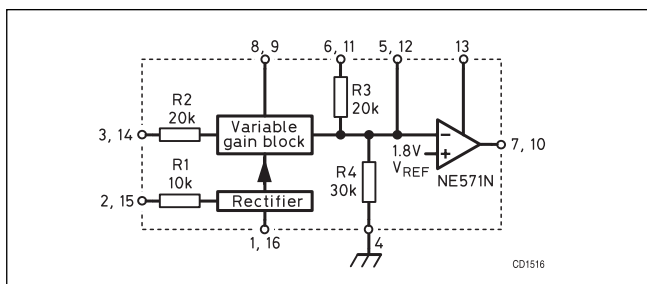 8, 9
6, 11
5, 12
13
R3
20k
R2
20k
3, 14
Variable
gain block
−
+
1.8V
VREF
7, 10
NE571N
R1
10k
R4
30k
2, 15
Rectifier
1, 16
4
CD1516